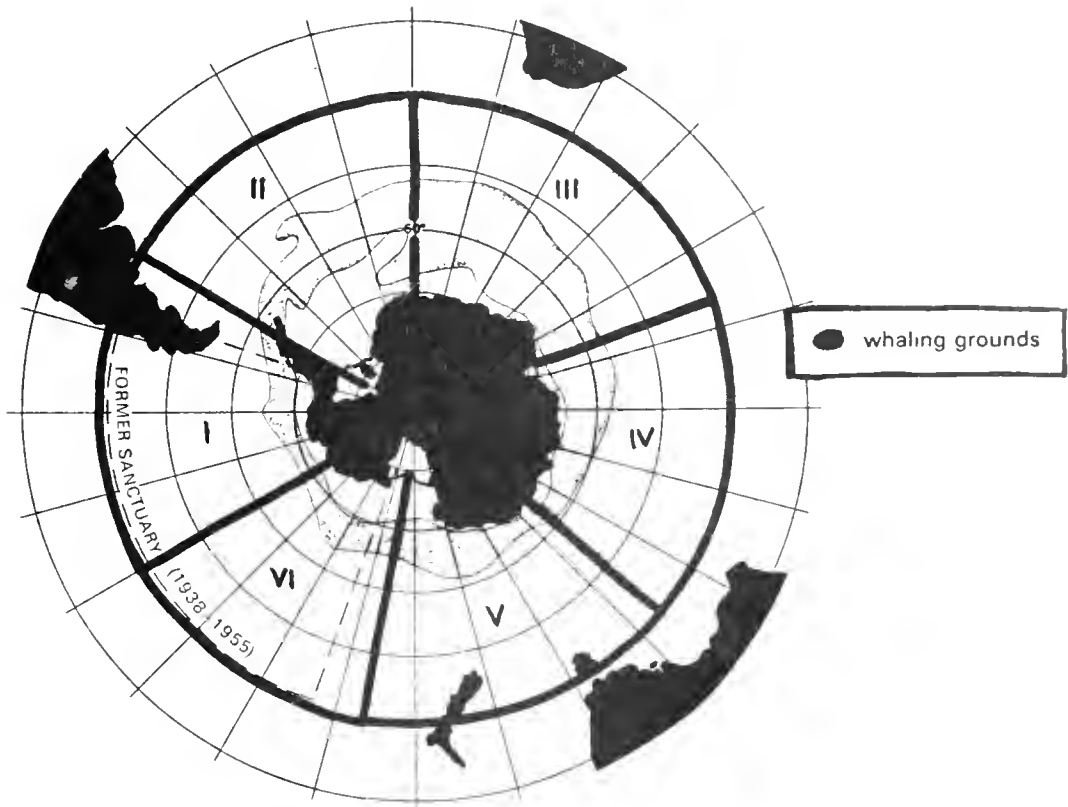 II
III
60°
whaling grounds
I
IV
FORMER SANCTUARY (1938-1955)
VI
V